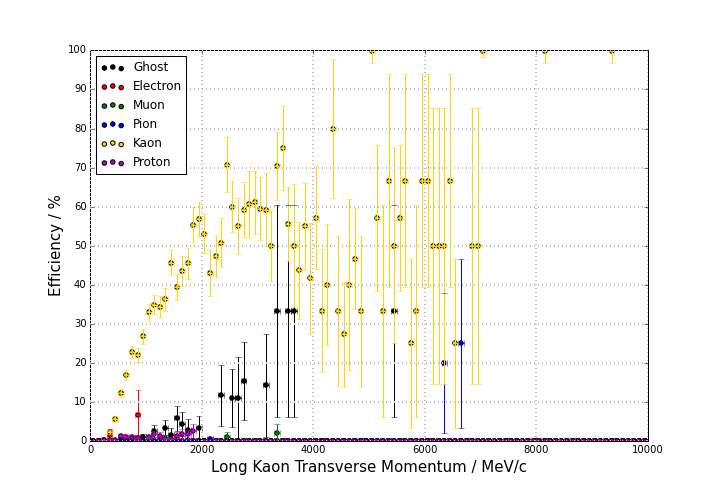 Efficiency / %
100
90
80
70
60
50
40
30
20
10
0
Ghost
Electron
Muon
Pion
Kaon
Proton
0 2000 4000 6000 8000 10000
Long Kaon Transverse Momentum / MeV/c